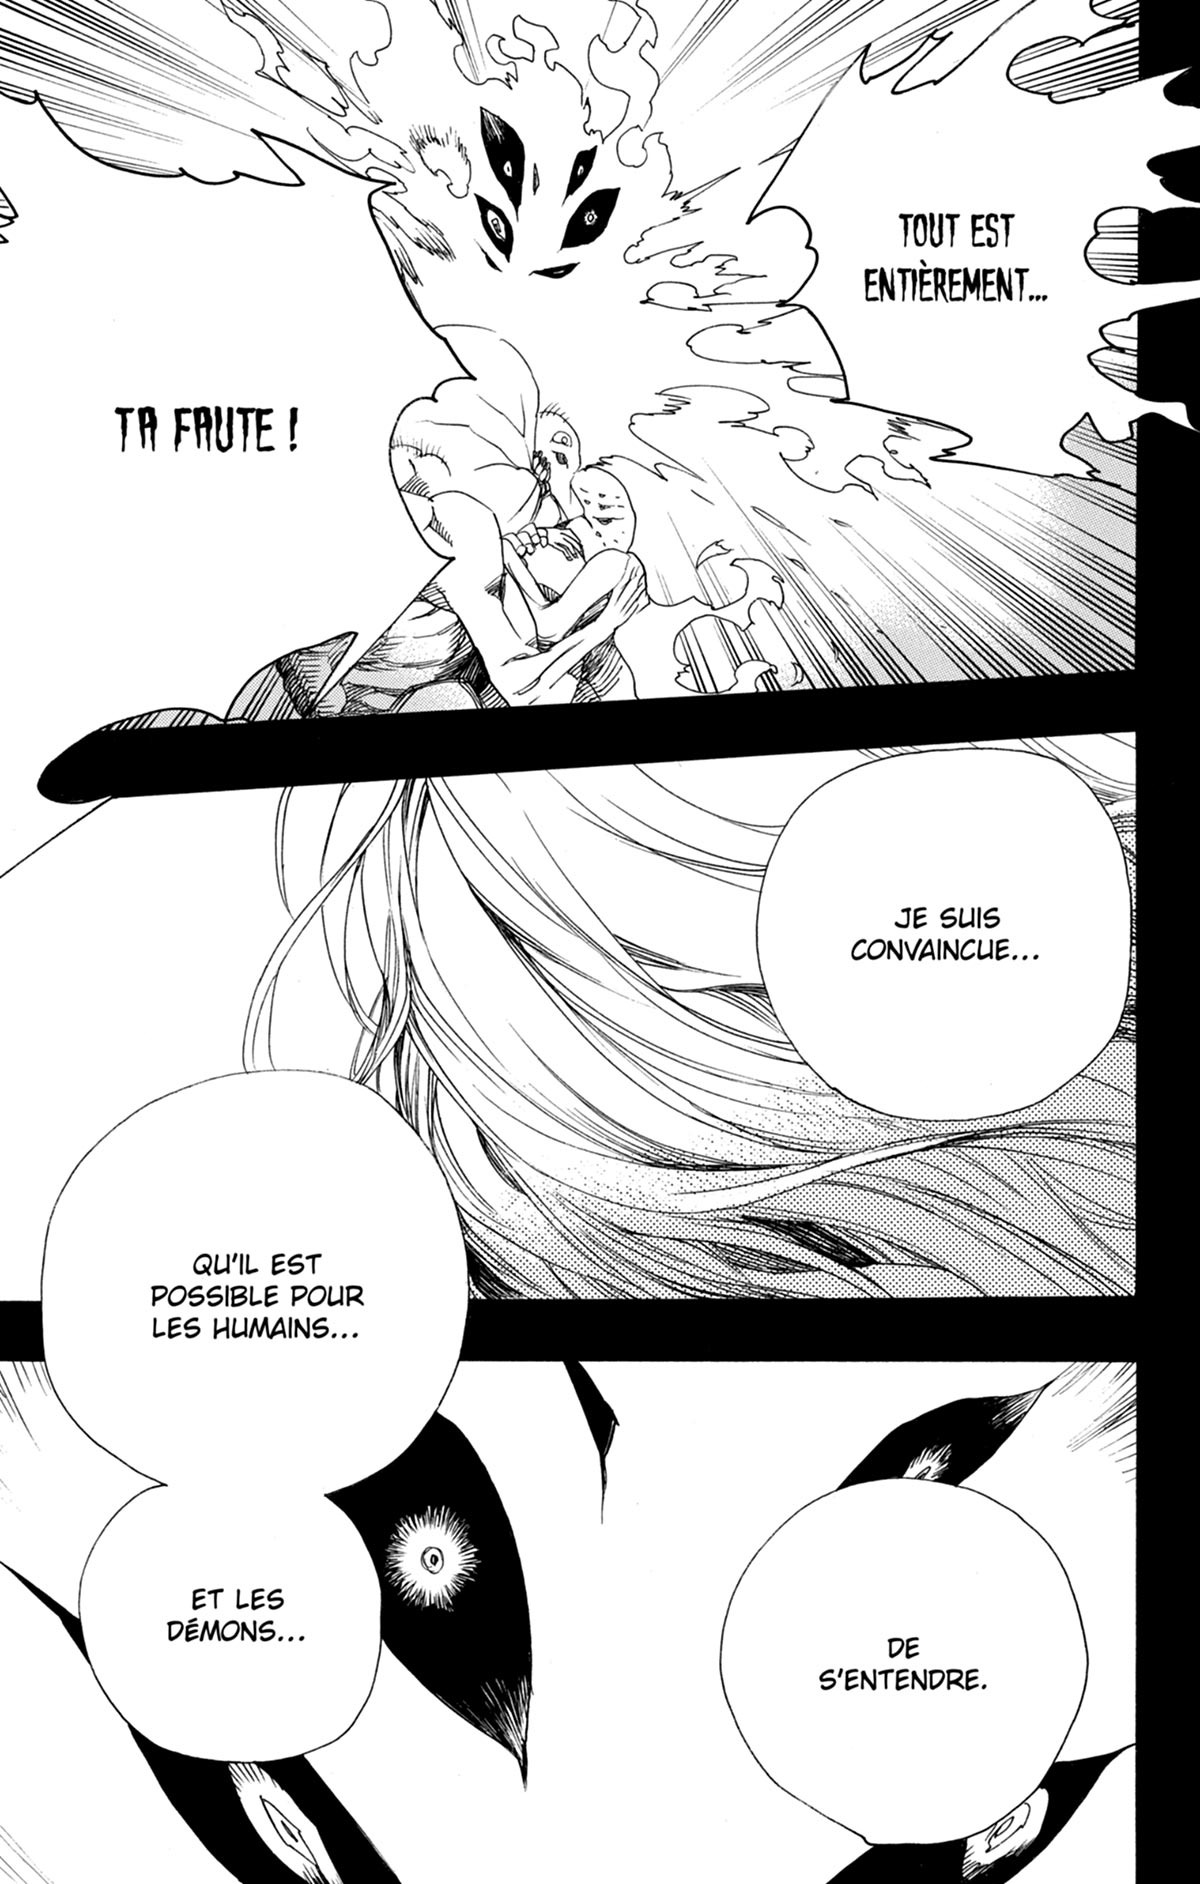 TOUT EST
ENTIÈREMENT...
TA FAUTE !
JE SUIS
CONVAINCUE...
QU'IL EST
POSSIBLE POUR
LES HUMAINS...
ET LES
DÉMONS...
DE
S'ENTENDRE.